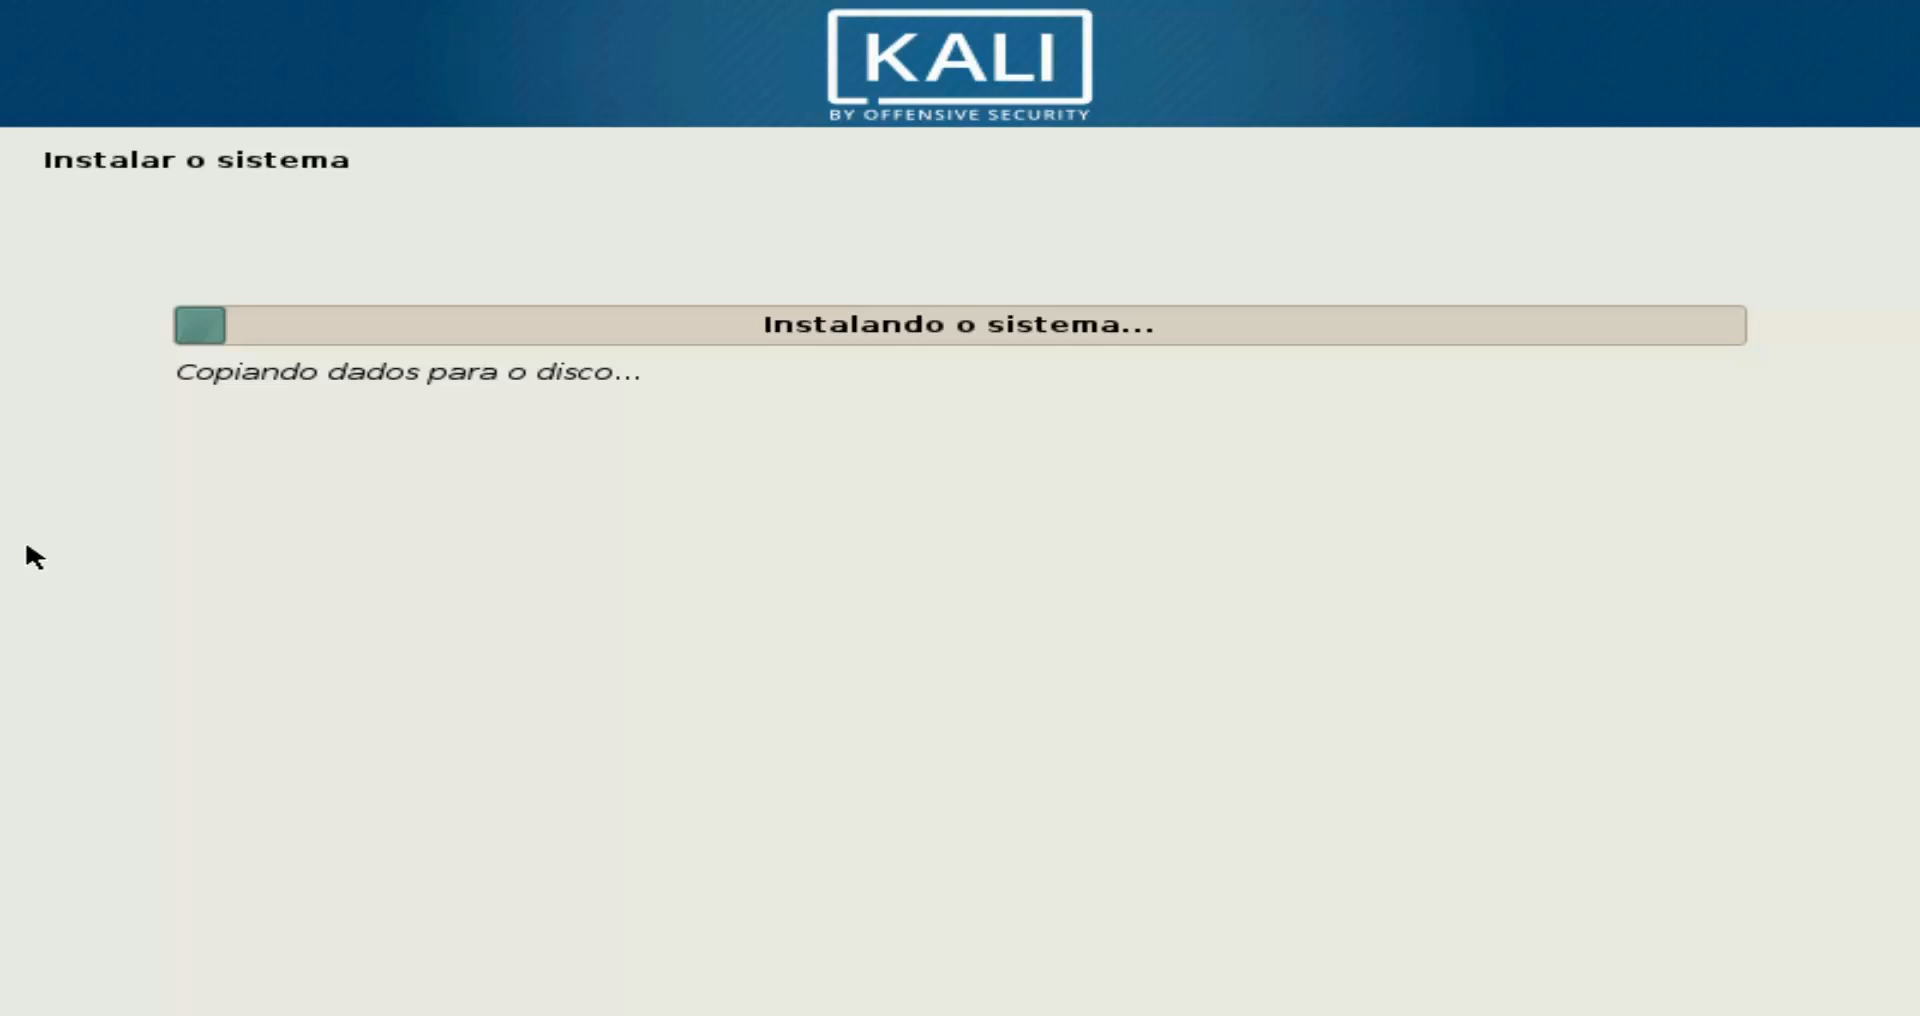 KALI
BY OFFENSIVE SECURITY
Instalar o sistema
Instalando o sistema...
Copiando dados para o disco...